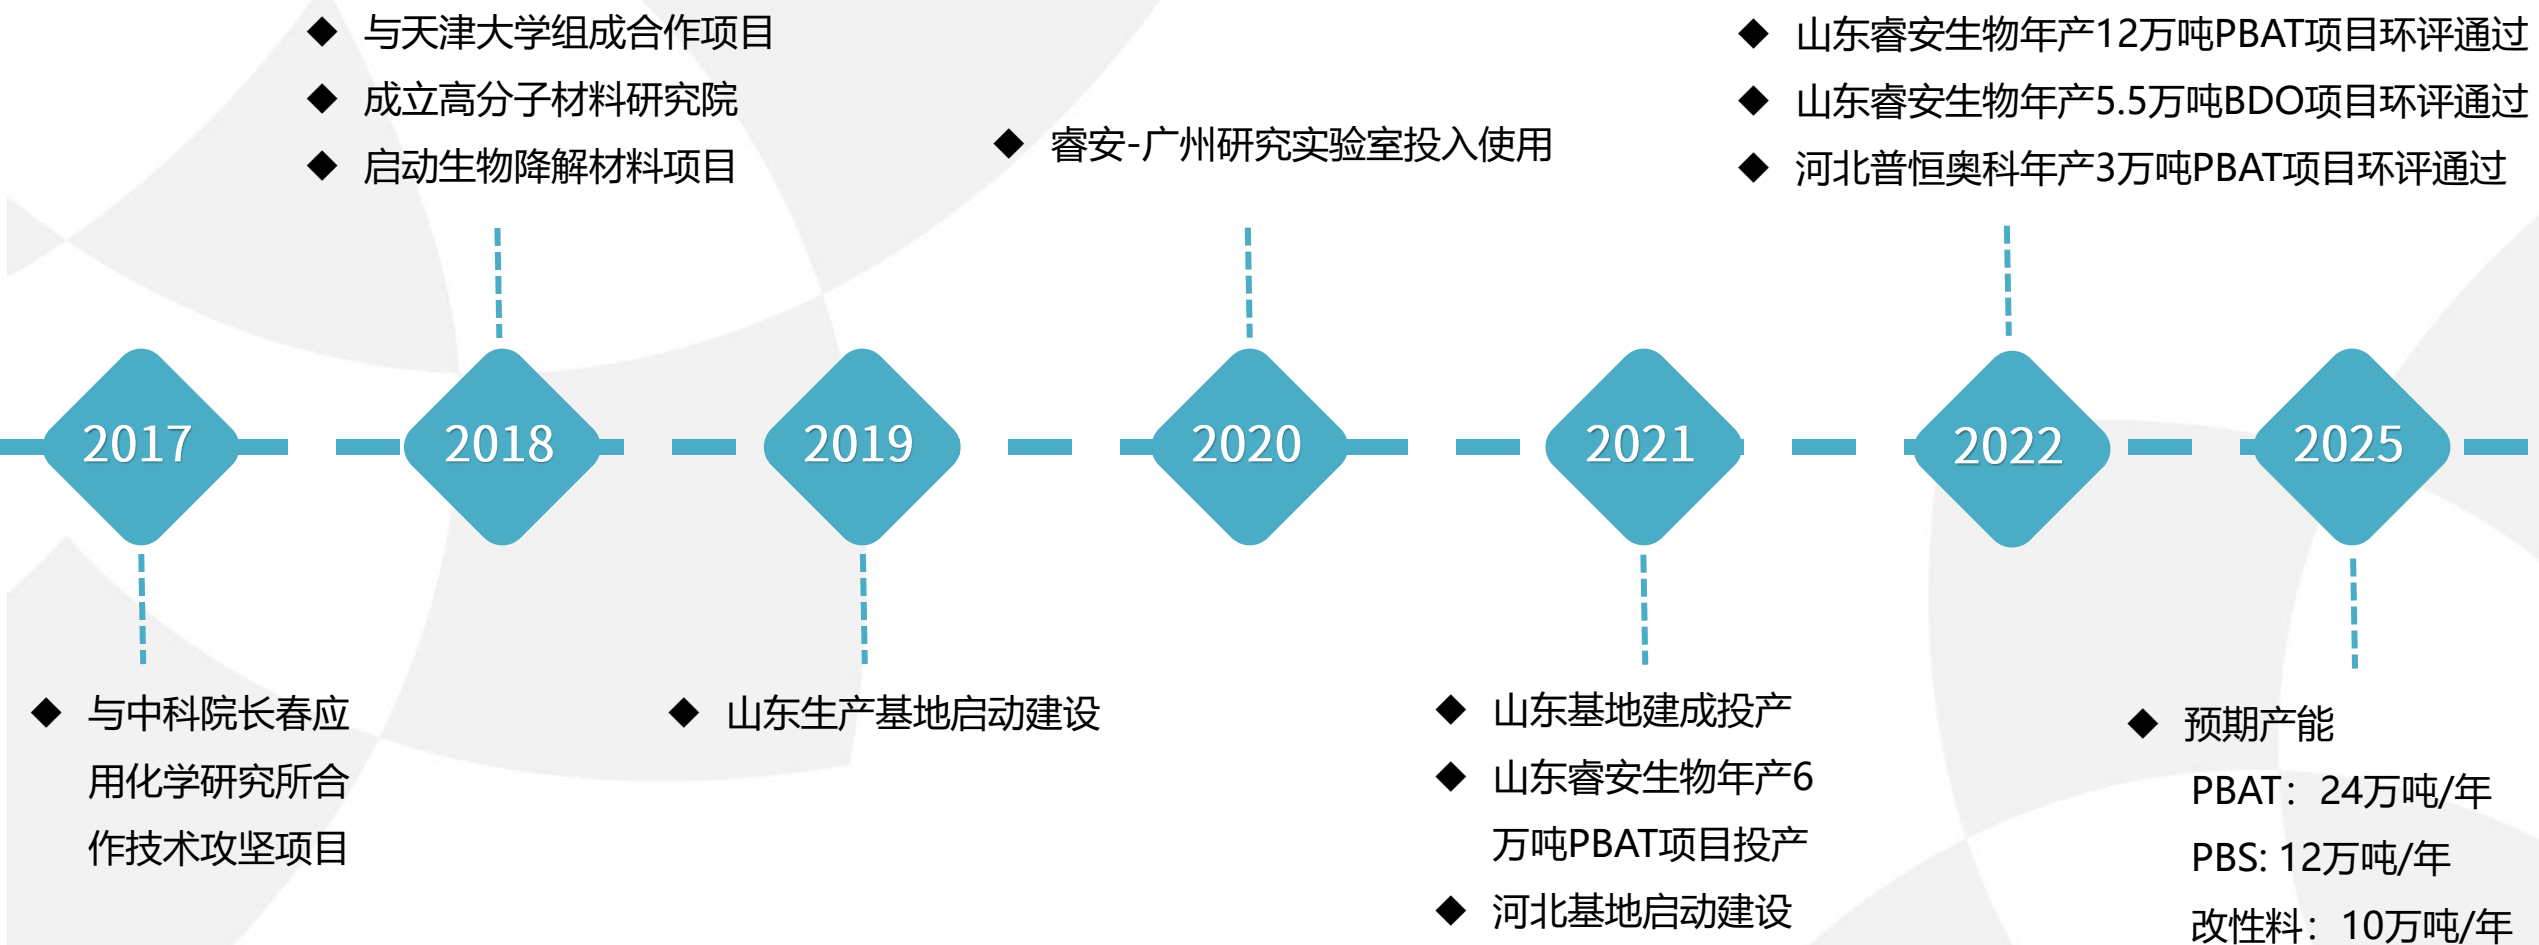 ◆ 与天津大学组成合作项目
◆ 成立高分子材料研究院
◆ 启动生物降解材料项目
◆ 睿安-广州研究实验室投入使用
◆ 山东睿安生物年产12万吨PBAT项目环评通过
◆ 山东睿安生物年产5.5万吨BDO项目环评通过
◆ 河北普恒奥科年产3万吨PBAT项目环评通过
2017
2018
2019
2020
2021
2022
2025
◆ 与中科院长春应
用化学研究所合
作技术攻坚项目
◆ 山东生产基地启动建设
◆ 山东基地建成投产
◆ 山东睿安生物年产6
万吨PBAT项目投产
◆ 河北基地启动建设
◆ 预期产能
PBAT：24万吨/年
PBS: 12万吨/年
改性料：10万吨/年